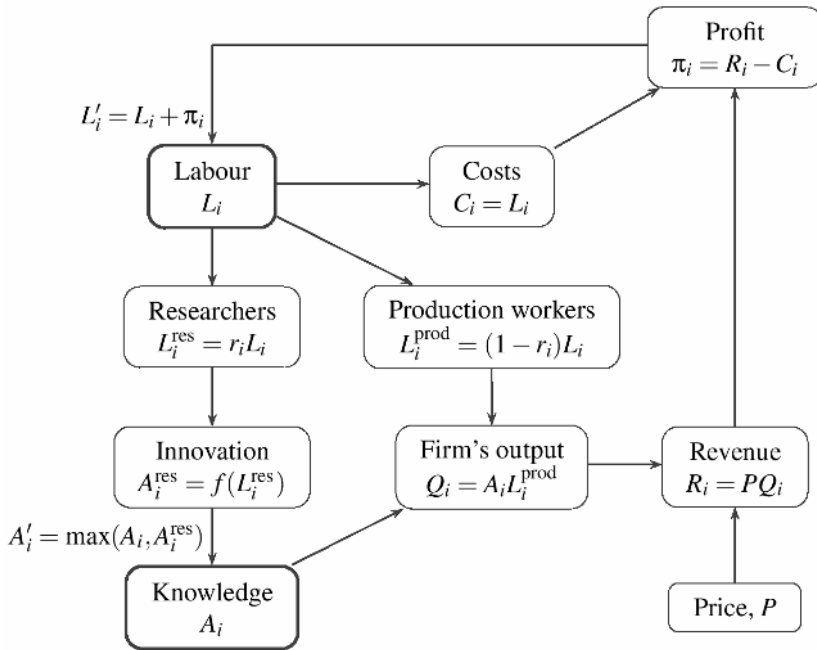 Profit
π_i = R_i − C_i
L′_i = L_i + π_i
Labour
L_i
Costs
C_i = L_i
Researchers
L_i^res = r_i L_i
Production workers
L_i^prod = (1 − r_i)L_i
Innovation
A_i^res = f(L_i^res)
Firm's output
Q_i = A_i L_i^prod
Revenue
R_i = PQ_i
A′_i = max(A_i, A_i^res)
Knowledge
A_i
Price, P